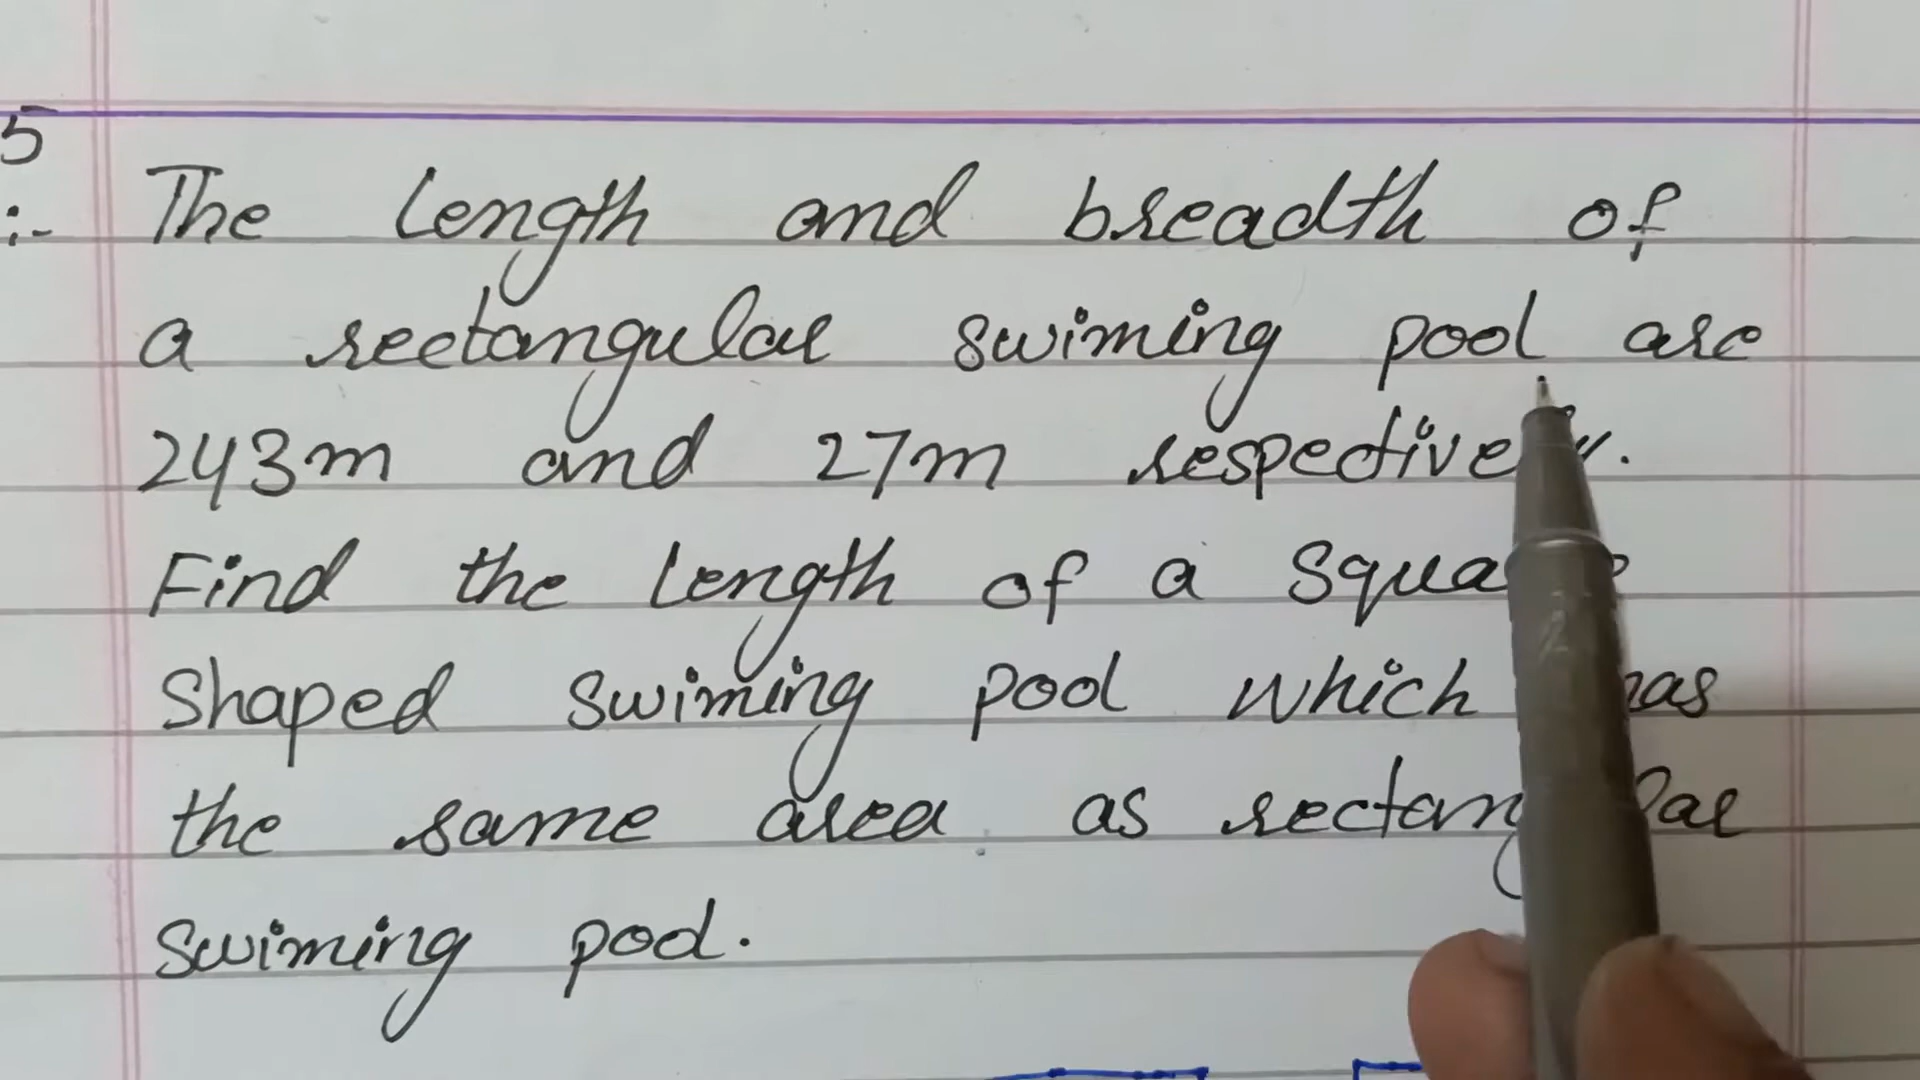 5
:-
The length and breadth of
a rectangular swiming pool are
243m and 27m
Find the length of a
Shaped swiming pool which
the same area as
swiming pool.